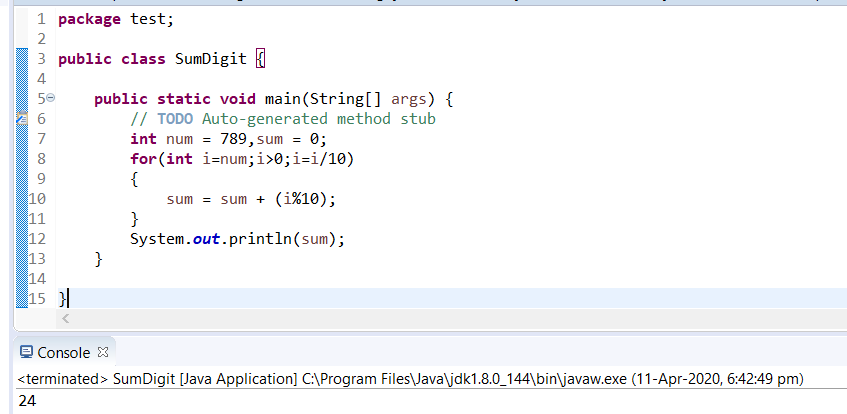 1 package test;
2
3 public class SumDigit {
4
5 public static void main(String[] args) {
6 // TODO Auto-generated method stub
7 int num = 789,sum = 0;
8 for(int i=num;i>0;i=i/10)
9 {
10 sum = sum + (i%10);
11 }
12 System.out.println(sum);
13 }
14
15 }
Console
<terminated> SumDigit [Java Application] C:\Program Files\Java\jdk1.8.0_144\bin\javaw.exe (11-Apr-2020, 6:42:49 pm)
24